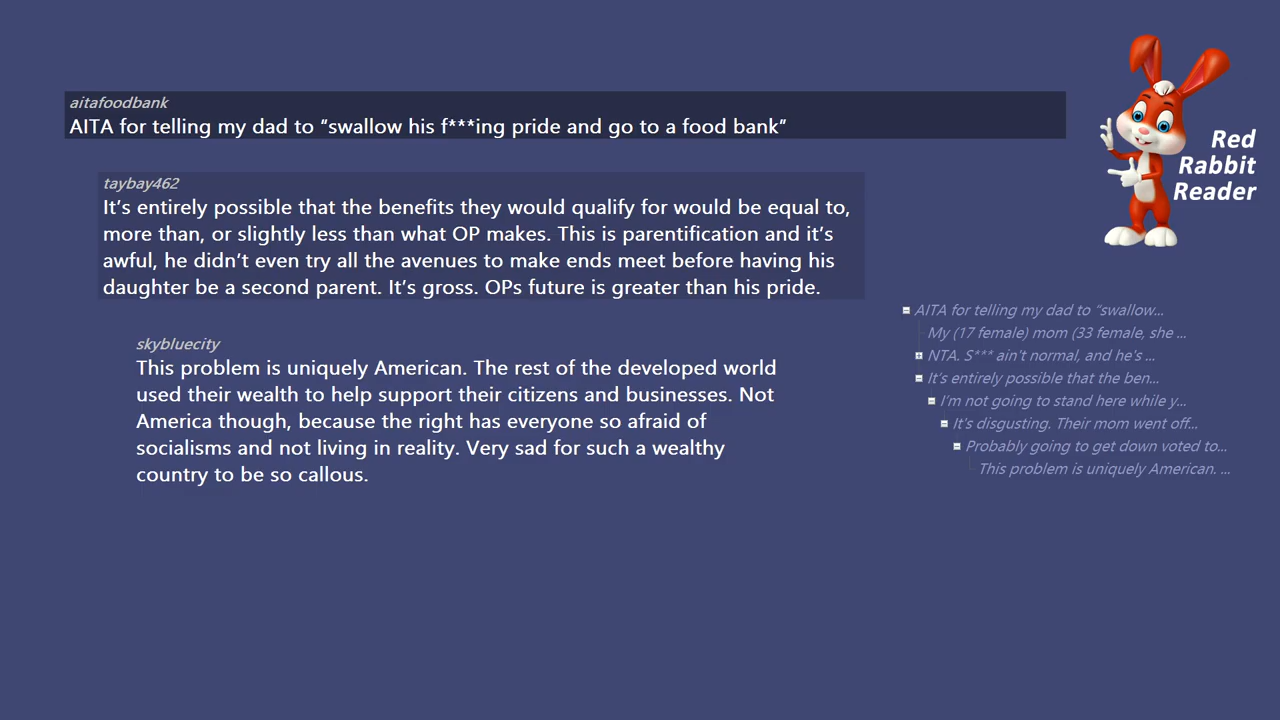 aitafoodbank
AITA for telling my dad to "swallow his f***ing pride and go to a food bank"
taybay462
It's entirely possible that the benefits they would qualify for would be equal to,
more than, or slightly less than what OP makes. This is parentification and it's
awful, he didn't even try all the avenues to make ends meet before having his
daughter be a second parent. It's gross. OPs future is greater than his pride.
skybluecity
This problem is uniquely American. The rest of the developed world
used their wealth to help support their citizens and businesses. Not
America though, because the right has everyone so afraid of
socialisms and not living in reality. Very sad for such a wealthy
country to be so callous.
Red
Rabbit
Reader
AITA for telling my dad to "swallow...
My (17 female) mom (33 female, she ...
NTA. S*** ain't normal, and he's ...
It's entirely possible that the ben...
I'm not going to stand here while y...
It's disgusting. Their mom went off...
Probably going to get down voted to...
This problem is uniquely American. ...